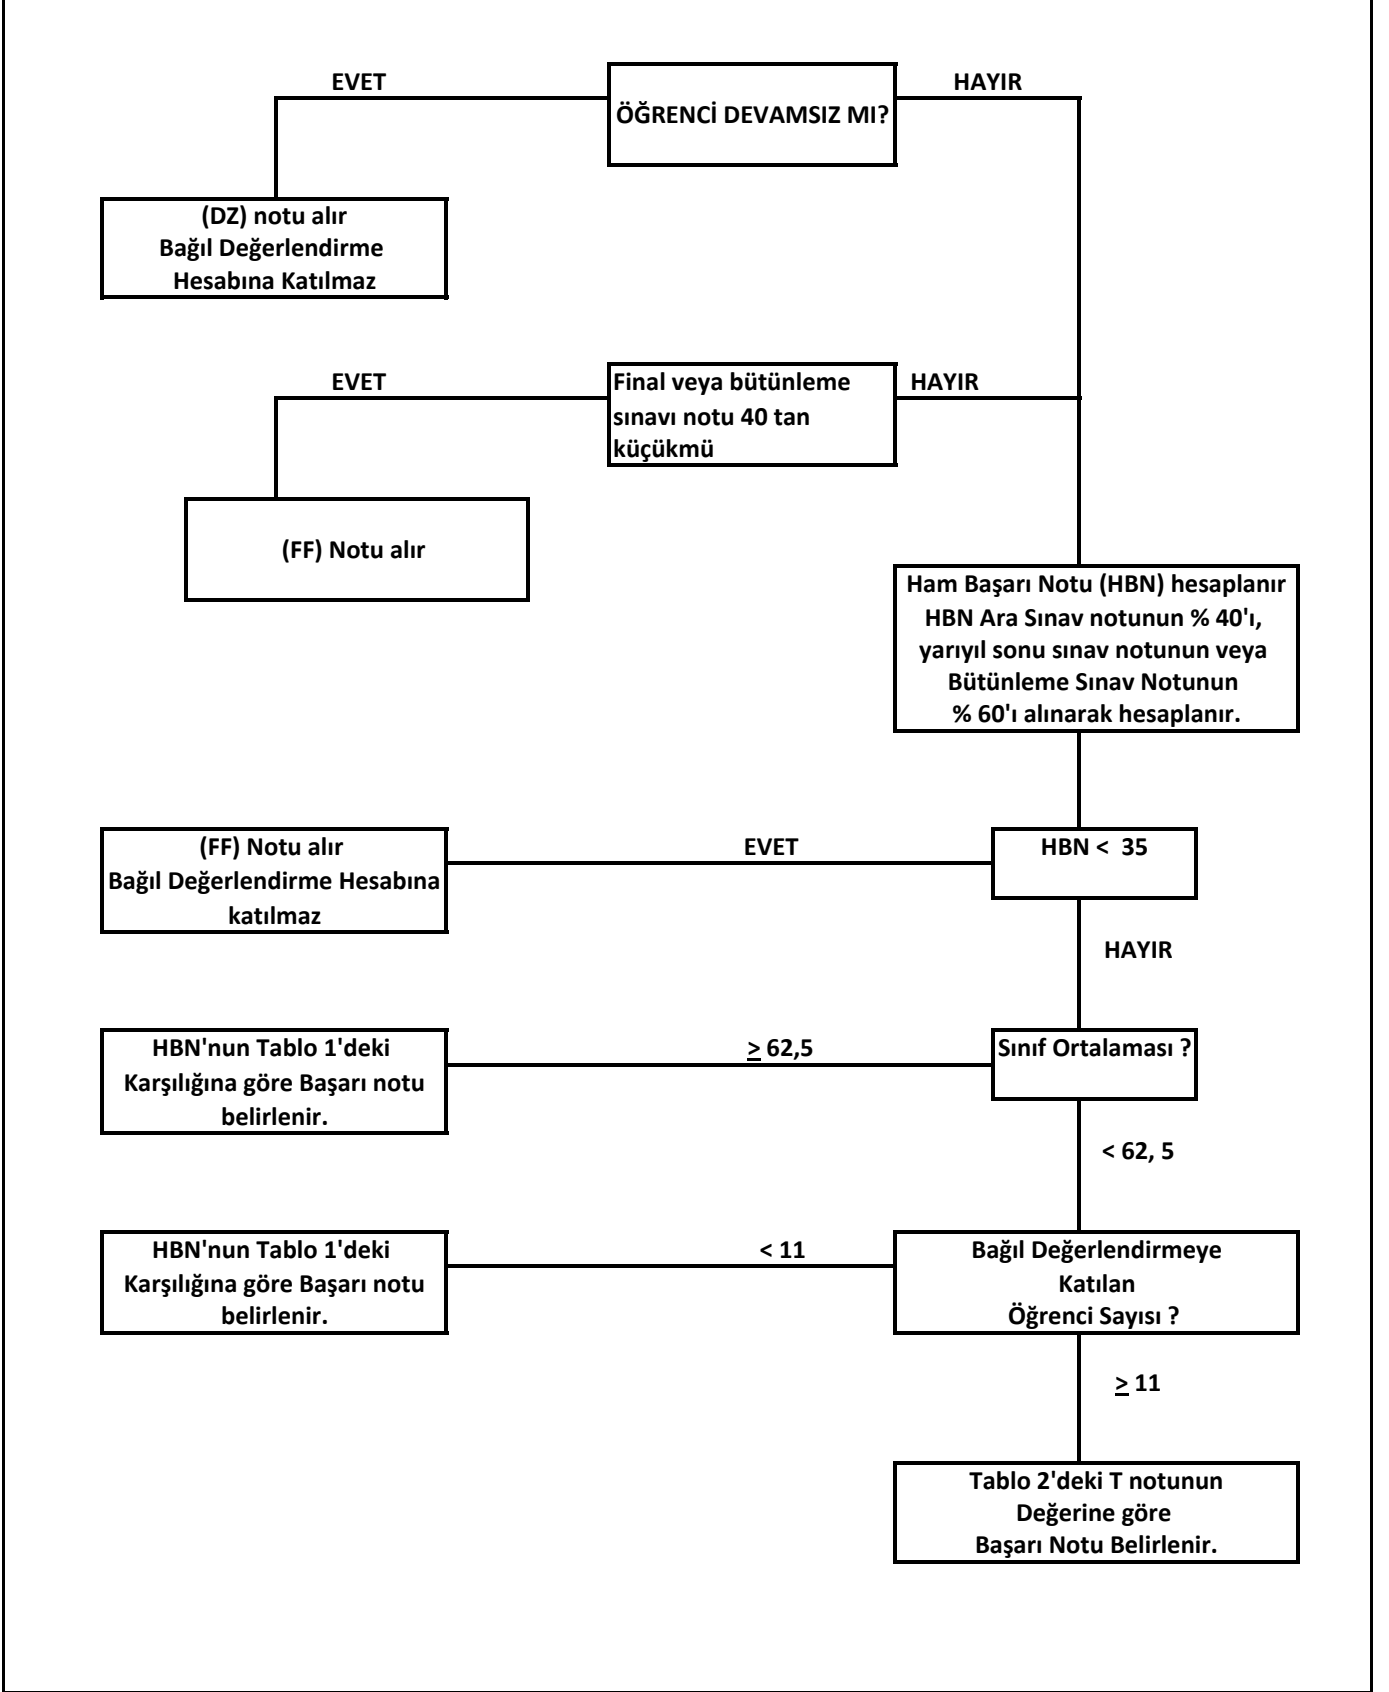 EVET
ÖĞRENCİ DEVAMSIZ MI?
HAYIR
(DZ) notu alır
Bağıl Değerlendirme
Hesabına Katılmaz
EVET
Final veya bütünleme
sınavı notu 40 tan
küçükmü
HAYIR
(FF) Notu alır
Ham Başarı Notu (HBN) hesaplanır
HBN Ara Sınav notunun % 40'ı,
yarıyıl sonu sınav notunun veya
Bütünleme Sınav Notunun
% 60'ı alınarak hesaplanır.
(FF) Notu alır
Bağıl Değerlendirme Hesabına
katılmaz
EVET
HBN < 35
HAYIR
HBN'nun Tablo 1'deki
Karşılığına göre Başarı notu
belirlenir.
≥ 62,5
Sınıf Ortalaması ?
< 62, 5
HBN'nun Tablo 1'deki
Karşılığına göre Başarı notu
belirlenir.
< 11
Bağıl Değerlendirmeye
Katılan
Öğrenci Sayısı ?
≥ 11
Tablo 2'deki T notunun
Değerine göre
Başarı Notu Belirlenir.